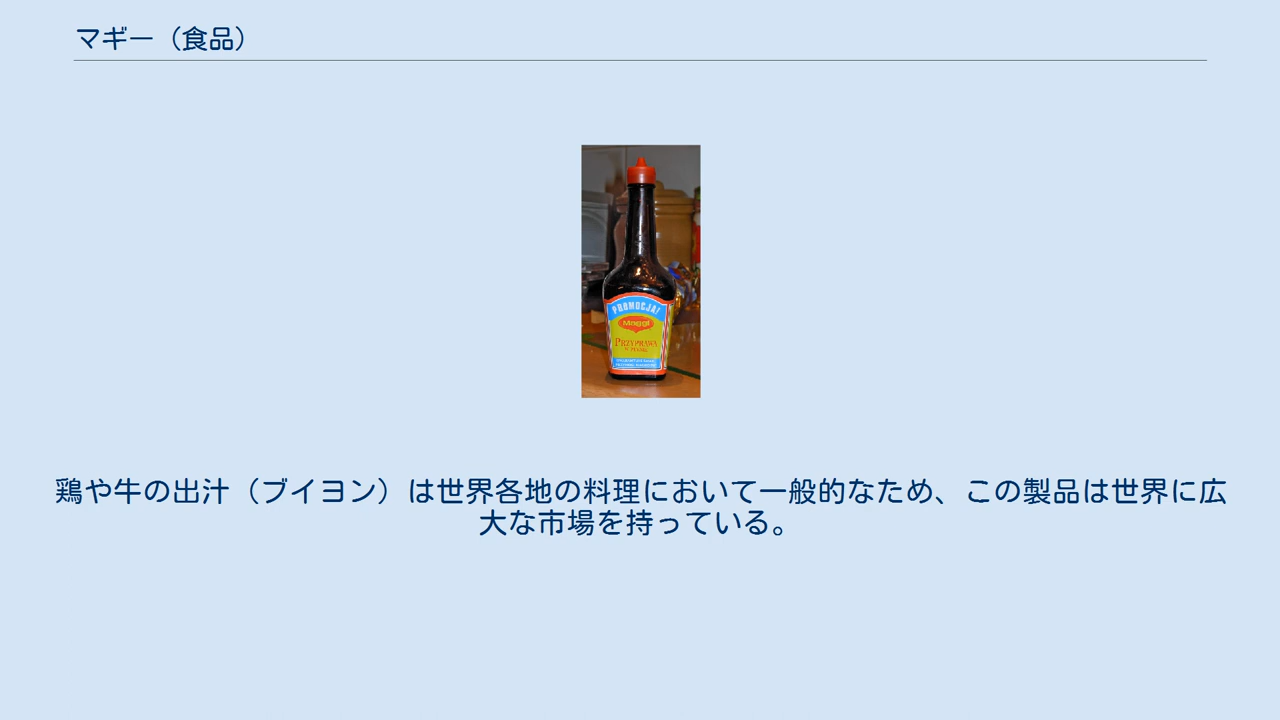 マギー（食品）
PROMOCJA!
Maggi
PRZYPRAWA
W PŁYNIE
鶏や牛の出汁（ブイヨン）は世界各地の料理において一般的なため、この製品は世界に広
大な市場を持っている。